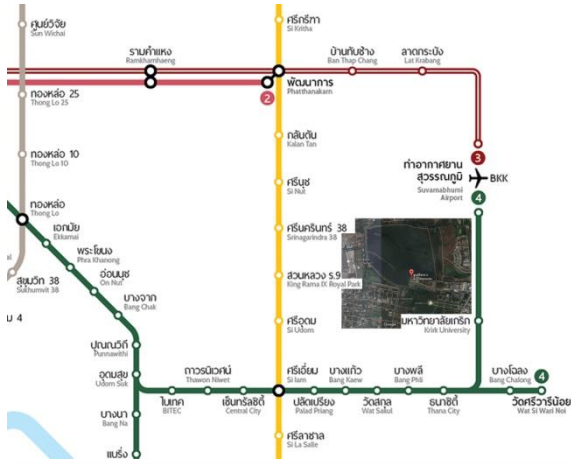 ศูนย์วิจัย
Sun Wichai
ศรีกรีฑา
Si Kritha
รามคำแหง
Ramkhamhaeng
บ้านทับช้าง
Ban Thap Chang
ลาดกระบัง
Lat Krabang
ทองหล่อ 25
Thong Lo 25
2
พัฒนาการ
Phatthanakarn
กลันตัน
Kalan Tan
ทองหล่อ 10
Thong Lo 10
3
ท่าอากาศยาน
สุวรรณภูมิ
Suvarnabhumi
Airport
BKK
4
ศรีนุช
Si Nut
ทองหล่อ
Thong Lo
เอกมัย
Ekkamai
ศรีนครินทร์ 38
Srinagarindra 38
พระโขนง
Phra Khanong
อ่อนนุช
On Nut
สุขุมวิท 38
Sukhumvit 38
สวนหลวง ร.9
King Rama IX Royal Park
บางจาก
Bang Chak
ม 4
ศรีอุดม
Si Udom
มหาวิทยาลัยเกริก
Krirk University
ปุณณวิถี
Punnawithi
อุดมสุข
Udom Suk
ถาวรนิเวศน์
Thawon Niwet
ศรีเอี่ยม
Si Iam
บางแก้ว
Bang Kaew
บางพลี
Bang Phli
บางโฉลง
Bang Chalong
4
ไบเทค
BITEC
เซ็นทรัลซิตี้
Central City
ปลัดเปรียง
Palad Priang
วัดสลุด
Wat Salud
ธนาซิตี้
Thana City
วัดศรีวารีน้อย
Wat Si Wari Noi
บางนา
Bang Na
ศรีลาซาล
Si La Salle
แบริ่ง